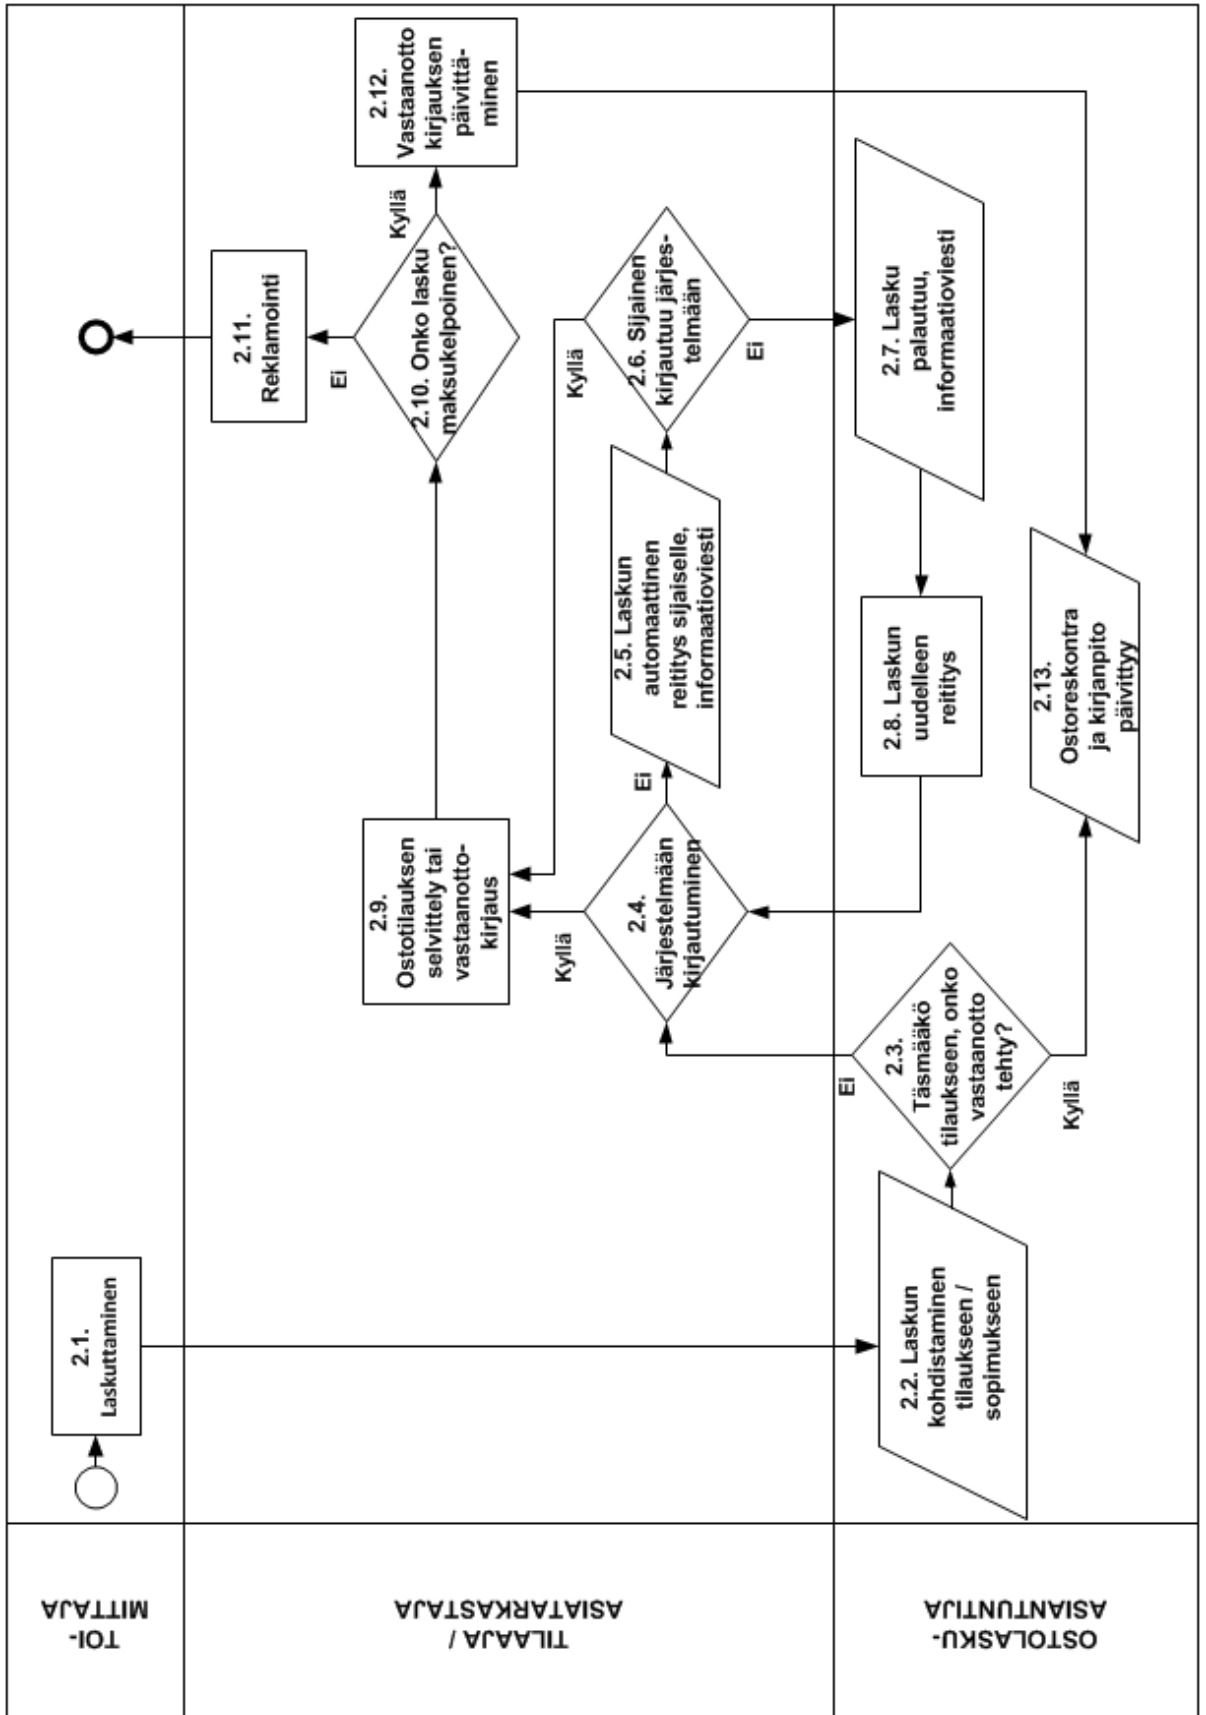 TOI-
MITTAJA
2.1.
Laskuttaminen
2.11.
Reklamointi
TILAAJA /
ASIATARKASTAJA
2.9.
Ostotilauksen
selvittely tai
vastaanotto-
kirjaus
2.10. Onko lasku
maksukelpoinen?
Ei
Kyllä
2.12.
Vastaanotto
kirjauksen
päivittä-
minen
2.4.
Järjestelmään
kirjautuminen
Kyllä
Ei
2.5. Laskun
automaattinen
reititys sijaiselle,
informaatioviesti
2.6. Sijainen
kirjautuu järjes-
telmään
Kyllä
Ei
OSTOLASKU-
ASIANTUNTIJA
2.2. Laskun
kohdistaminen
tilaukseen /
sopimukseen
2.3.
Täsmääkö
tilaukseen, onko
vastaanotto
tehty?
Ei
Kyllä
2.8. Laskun
uudelleen
reititys
2.7. Lasku
palautuu,
informaatioviesti
2.13.
Ostoreskontra
ja kirjanpito
päivittyy